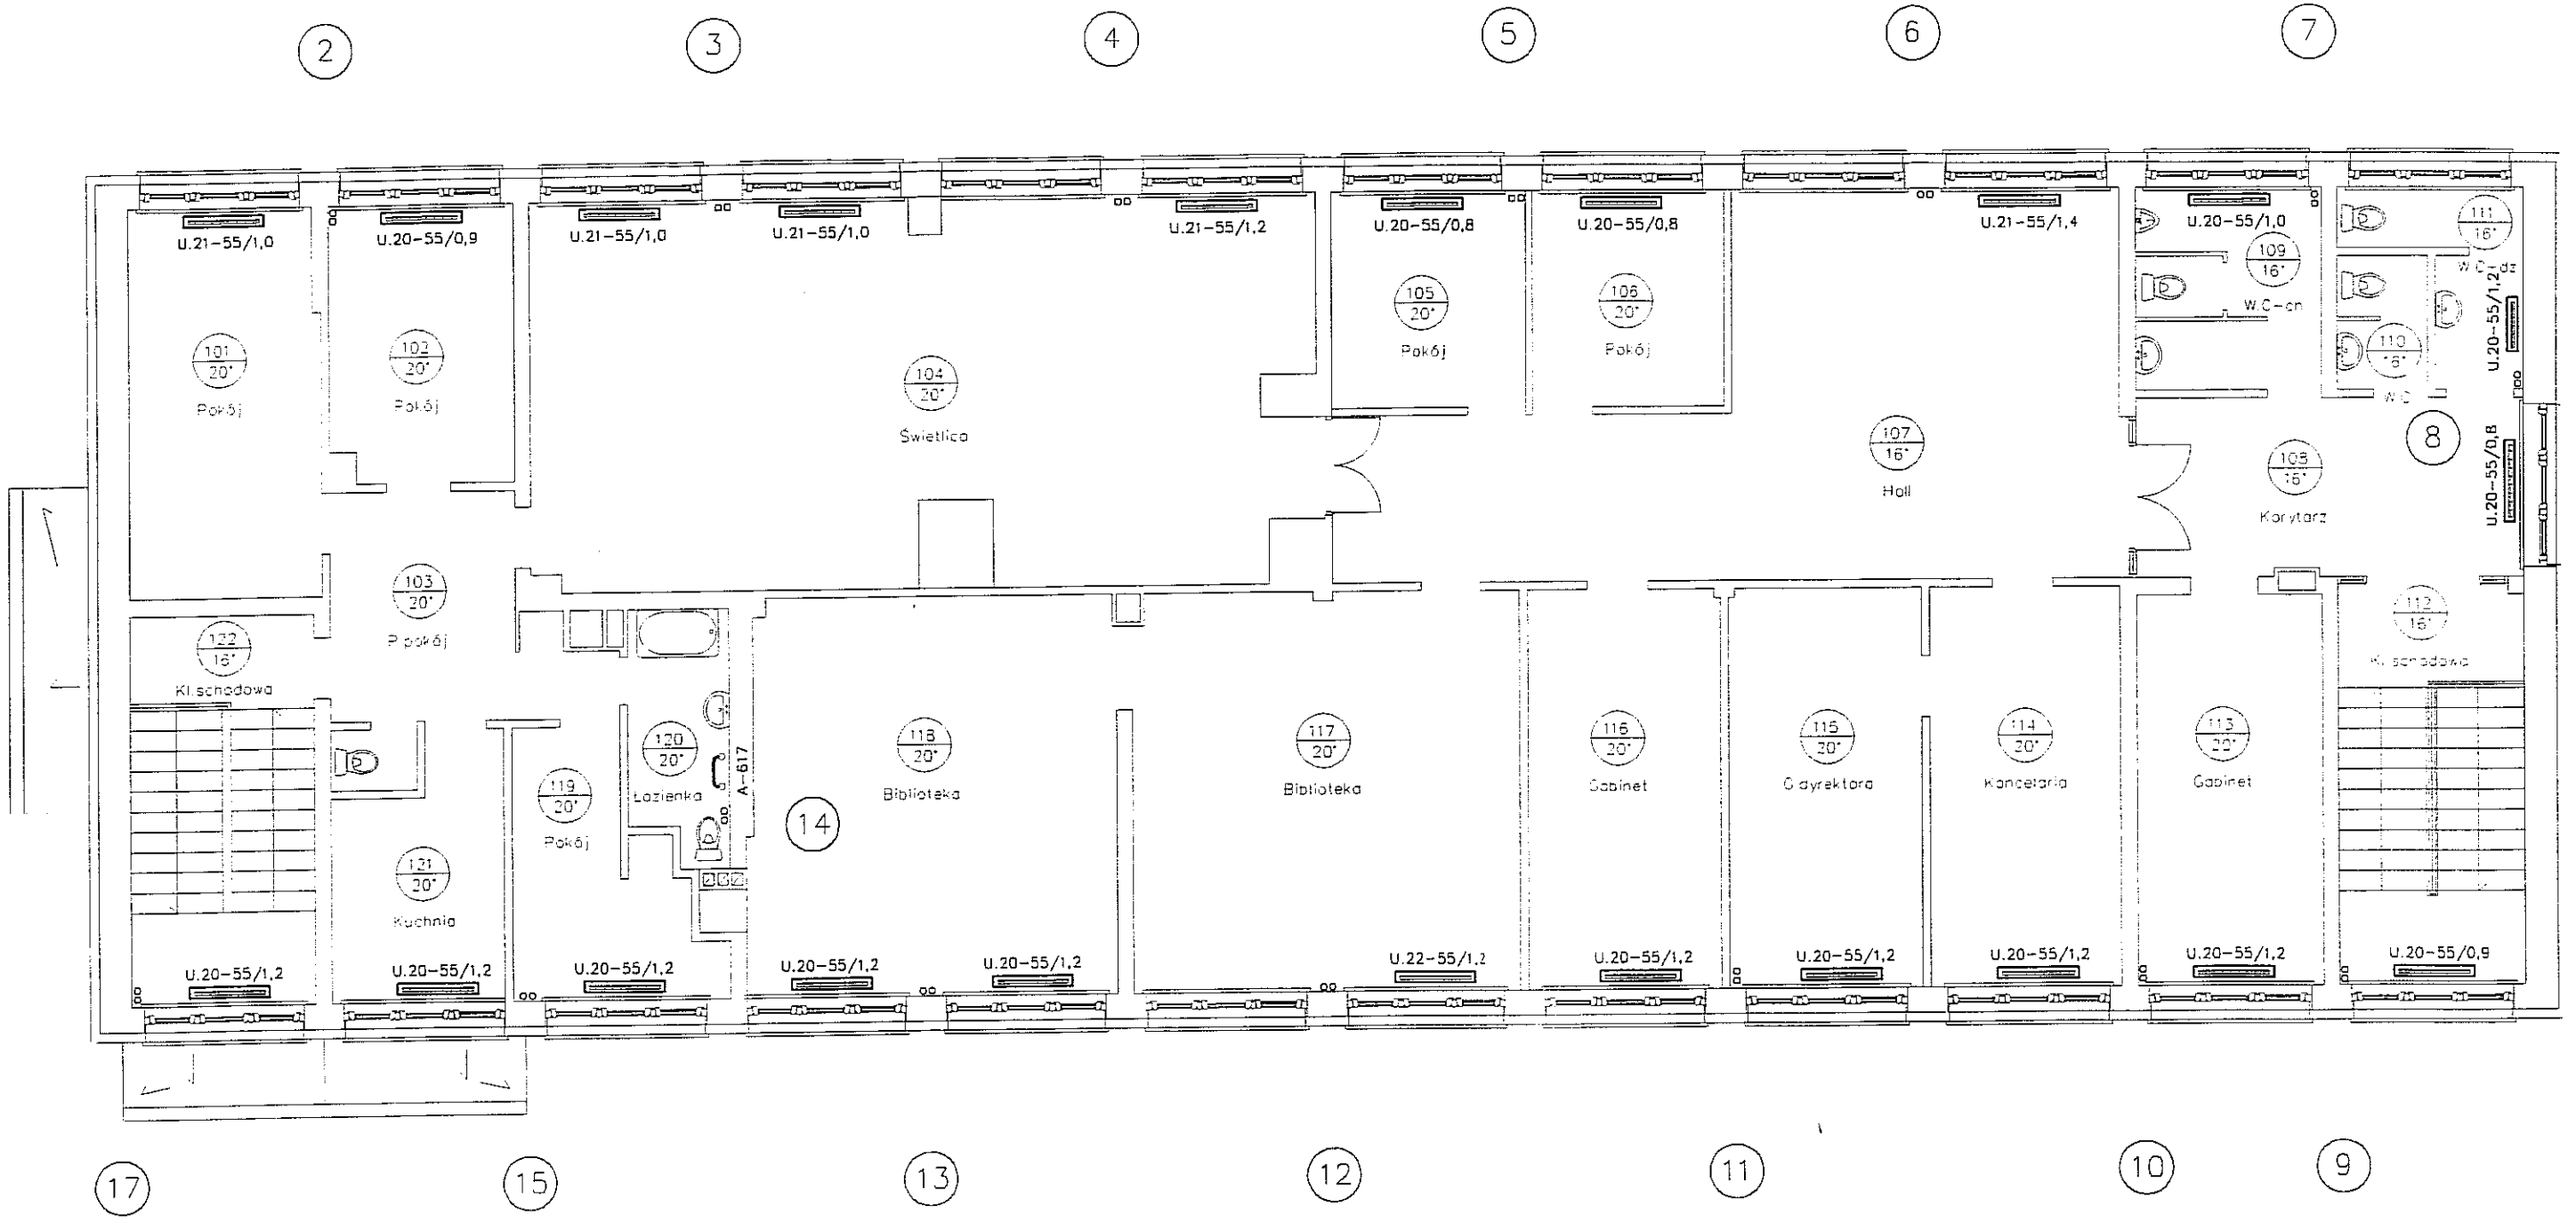 2
3
4
5
6
7
U.21-55/1,0
U.20-55/0,9
U.21-55/1,0
U.21-55/1,0
U.21-55/1,2
U.20-55/0,8
U.20-55/0,8
U.21-55/1,4
U.20-55/1,0
111
16°
W.C-dz
109
16°
W.C-ch
U.20-55/1,2
110
16°
W.C
101
20°
Pokój
102
20°
Pokój
104
20°
Świetlica
105
20°
Pokój
106
20°
Pokój
107
16°
Hall
108
16°
Korytarz
8
U.20-55/0,8
103
20°
P.pokój
122
16°
Kl.schodowa
112
16°
Kl.schodowa
120
20°
Łazienka
A-617
119
20°
Pokój
121
20°
Kuchnia
118
20°
Biblioteka
14
117
20°
Biblioteka
116
20°
Gabinet
115
20°
G.dyrektora
114
20°
Kancelaria
113
20°
Gabinet
U.20-55/1,2
U.20-55/1,2
U.20-55/1,2
U.20-55/1,2
U.20-55/1,2
U.22-55/1,2
U.20-55/1,2
U.20-55/1,2
U.20-55/1,2
U.20-55/1,2
U.20-55/0,9
17
15
13
12
11
10
9